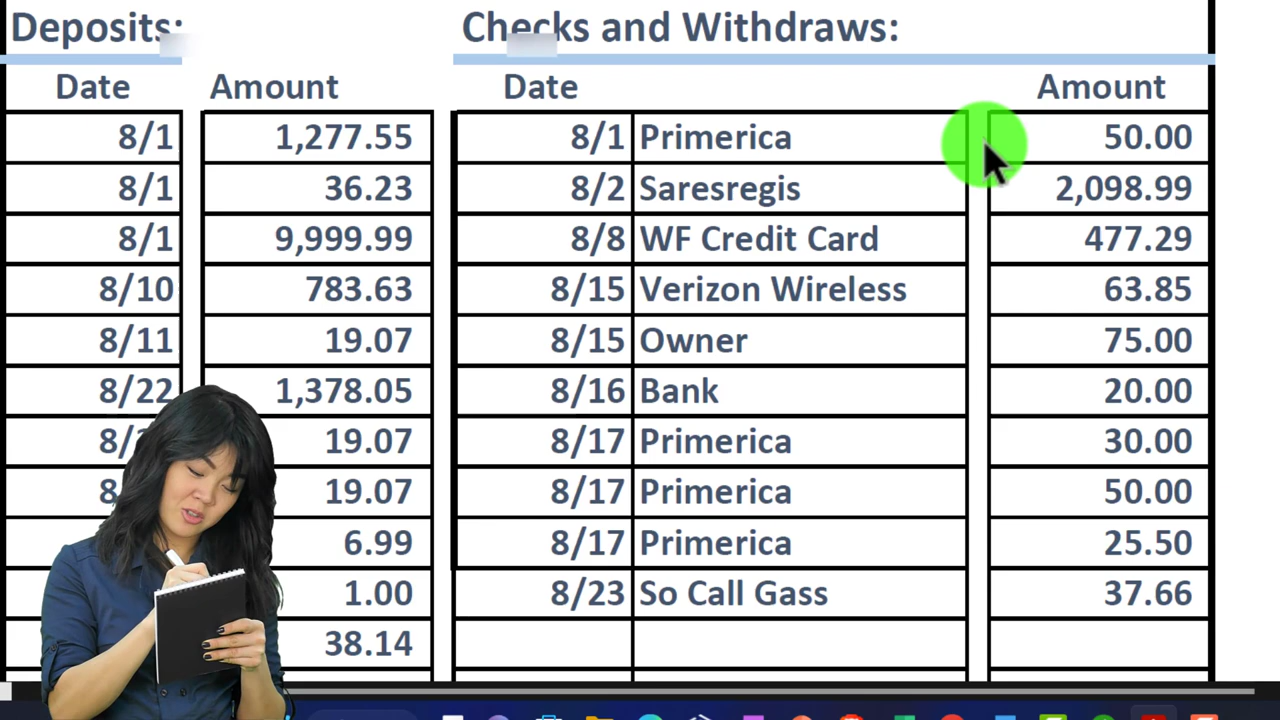 Deposits: Checks and Withdraws:
Date Amount Date Amount
8/1 1,277.55 8/1 Primerica 50.00
8/1 36.23 8/2 Saresregis 2,098.99
8/1 9,999.99 8/8 WF Credit Card 477.29
8/10 783.63 8/15 Verizon Wireless 63.85
8/11 19.07 8/15 Owner 75.00
8/22 1,378.05 8/16 Bank 20.00
19.07 8/17 Primerica 30.00
19.07 8/17 Primerica 50.00
6.99 8/17 Primerica 25.50
1.00 8/23 So Call Gass 37.66
38.14